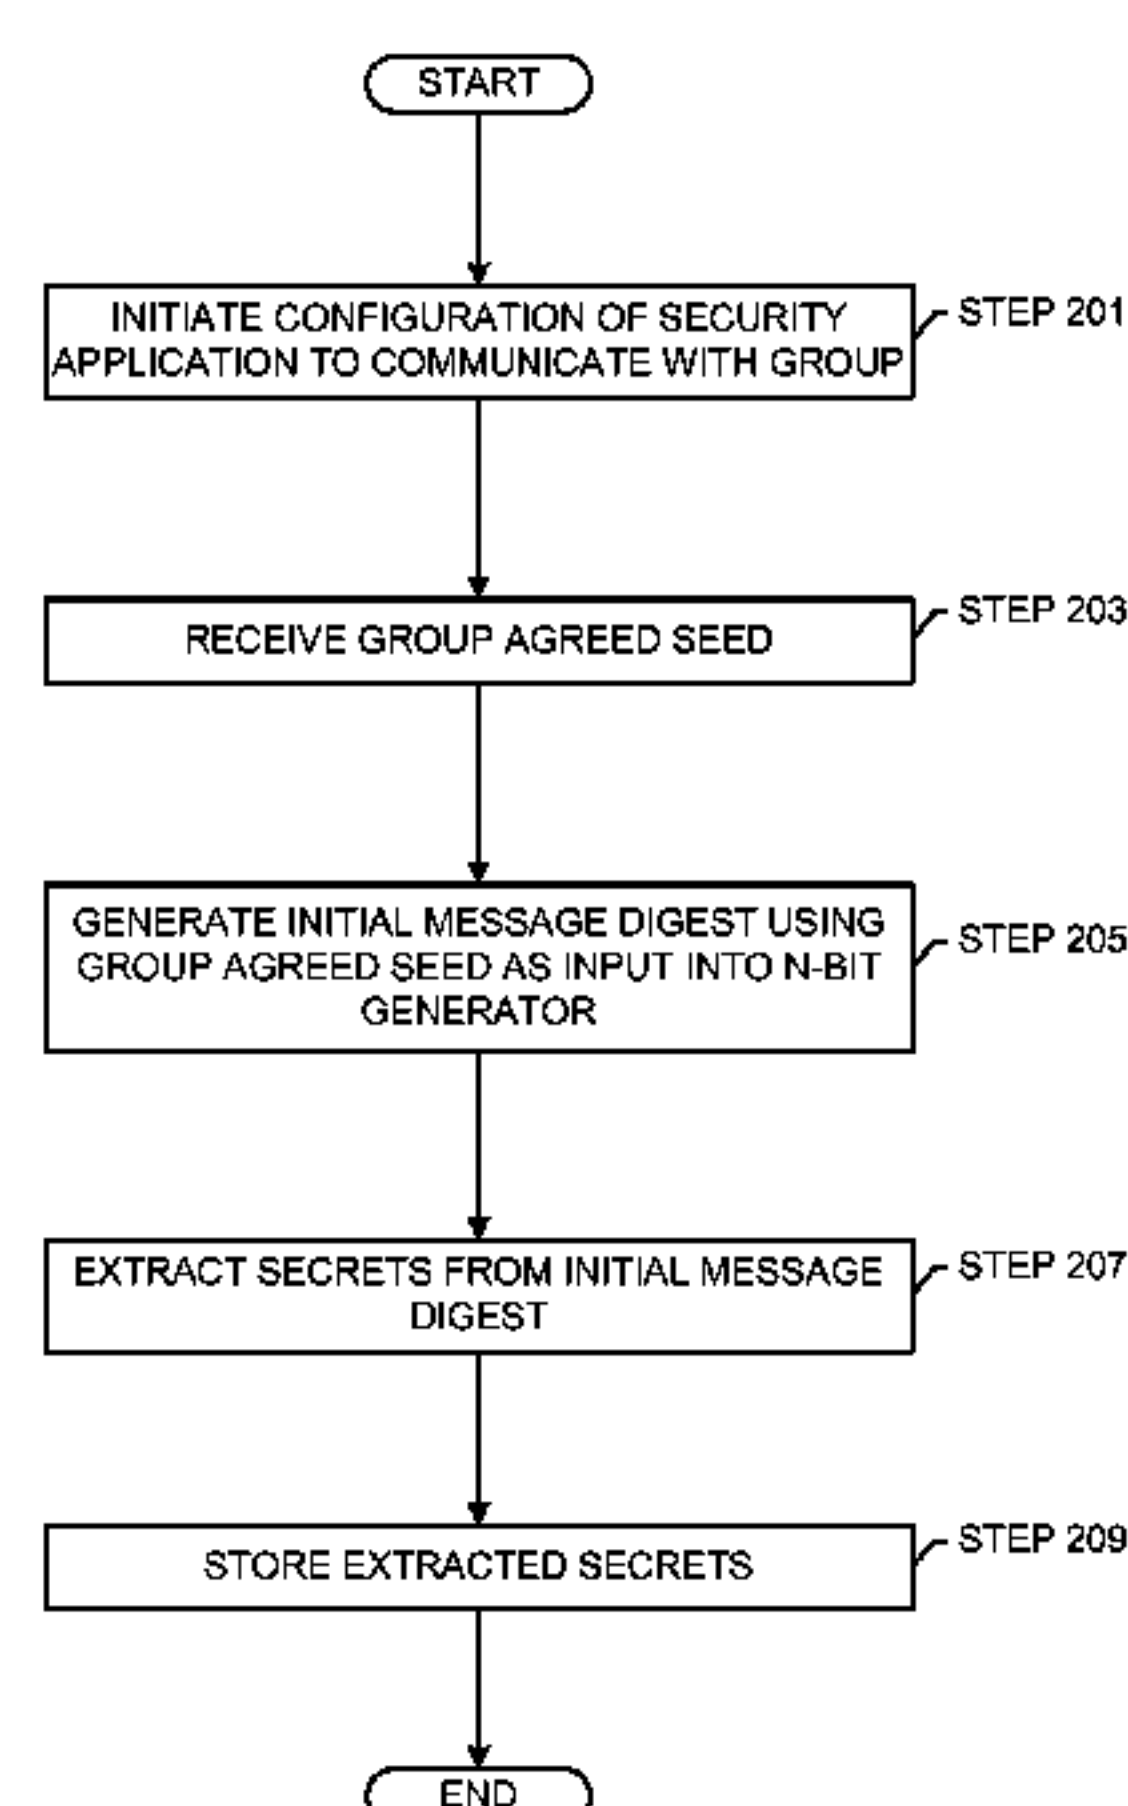 START
INITIATE CONFIGURATION OF SECURITY
APPLICATION TO COMMUNICATE WITH GROUP
STEP 201
RECEIVE GROUP AGREED SEED
STEP 203
GENERATE INITIAL MESSAGE DIGEST USING
GROUP AGREED SEED AS INPUT INTO N-BIT
GENERATOR
STEP 205
EXTRACT SECRETS FROM INITIAL MESSAGE
DIGEST
STEP 207
STORE EXTRACTED SECRETS
STEP 209
END